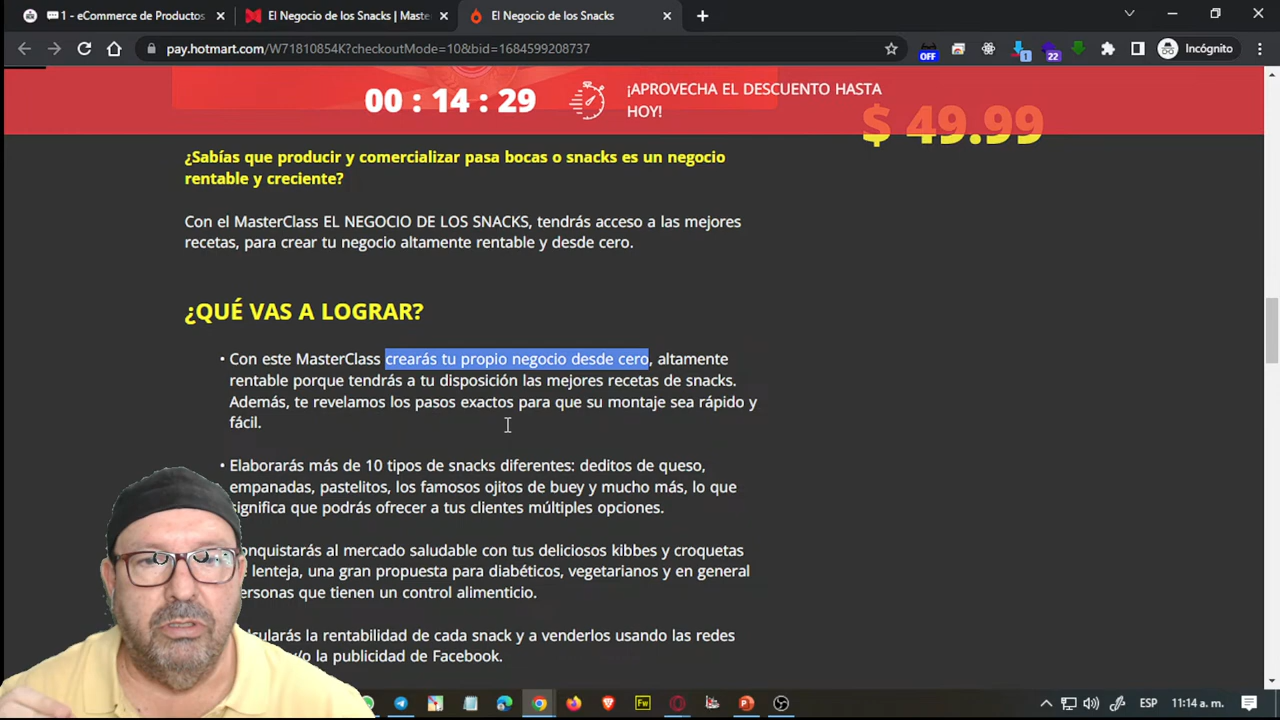 1 - eCommerce de Productos
El Negocio de los Snacks | Master
El Negocio de los Snacks
pay.hotmart.com/W71810854K?checkoutMode=10&bid=1684599208737
OFF
1
22
Incógnito
00 : 14 : 29
¡APROVECHA EL DESCUENTO HASTA
HOY!
$ 49.99
¿Sabías que producir y comercializar pasa bocas o snacks es un negocio
rentable y creciente?
Con el MasterClass EL NEGOCIO DE LOS SNACKS, tendrás acceso a las mejores
recetas, para crear tu negocio altamente rentable y desde cero.
¿QUÉ VAS A LOGRAR?
• Con este MasterClass crearás tu propio negocio desde cero, altamente
rentable porque tendrás a tu disposición las mejores recetas de snacks.
Además, te revelamos los pasos exactos para que su montaje sea rápido y
fácil.
• Elaborarás más de 10 tipos de snacks diferentes: deditos de queso,
empanadas, pastelitos, los famosos ojitos de buey y mucho más, lo que
significa que podrás ofrecer a tus clientes múltiples opciones.
onquistarás al mercado saludable con tus deliciosos kibbes y croquetas
lenteja, una gran propuesta para diabéticos, vegetarianos y en general
ersonas que tienen un control alimenticio.
lcularás la rentabilidad de cada snack y a venderlos usando las redes
y/o la publicidad de Facebook.
Fw
ESP
11:14 a. m.